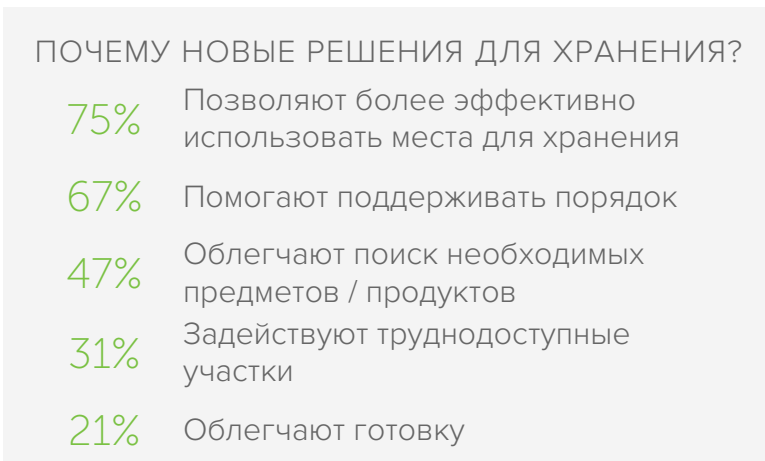 ПОЧЕМУ НОВЫЕ РЕШЕНИЯ ДЛЯ ХРАНЕНИЯ?
75% Позволяют более эффективно
использовать места для хранения
67% Помогают поддерживать порядок
47% Облегчают поиск необходимых
предметов / продуктов
31% Задействуют труднодоступные
участки
21% Облегчают готовку